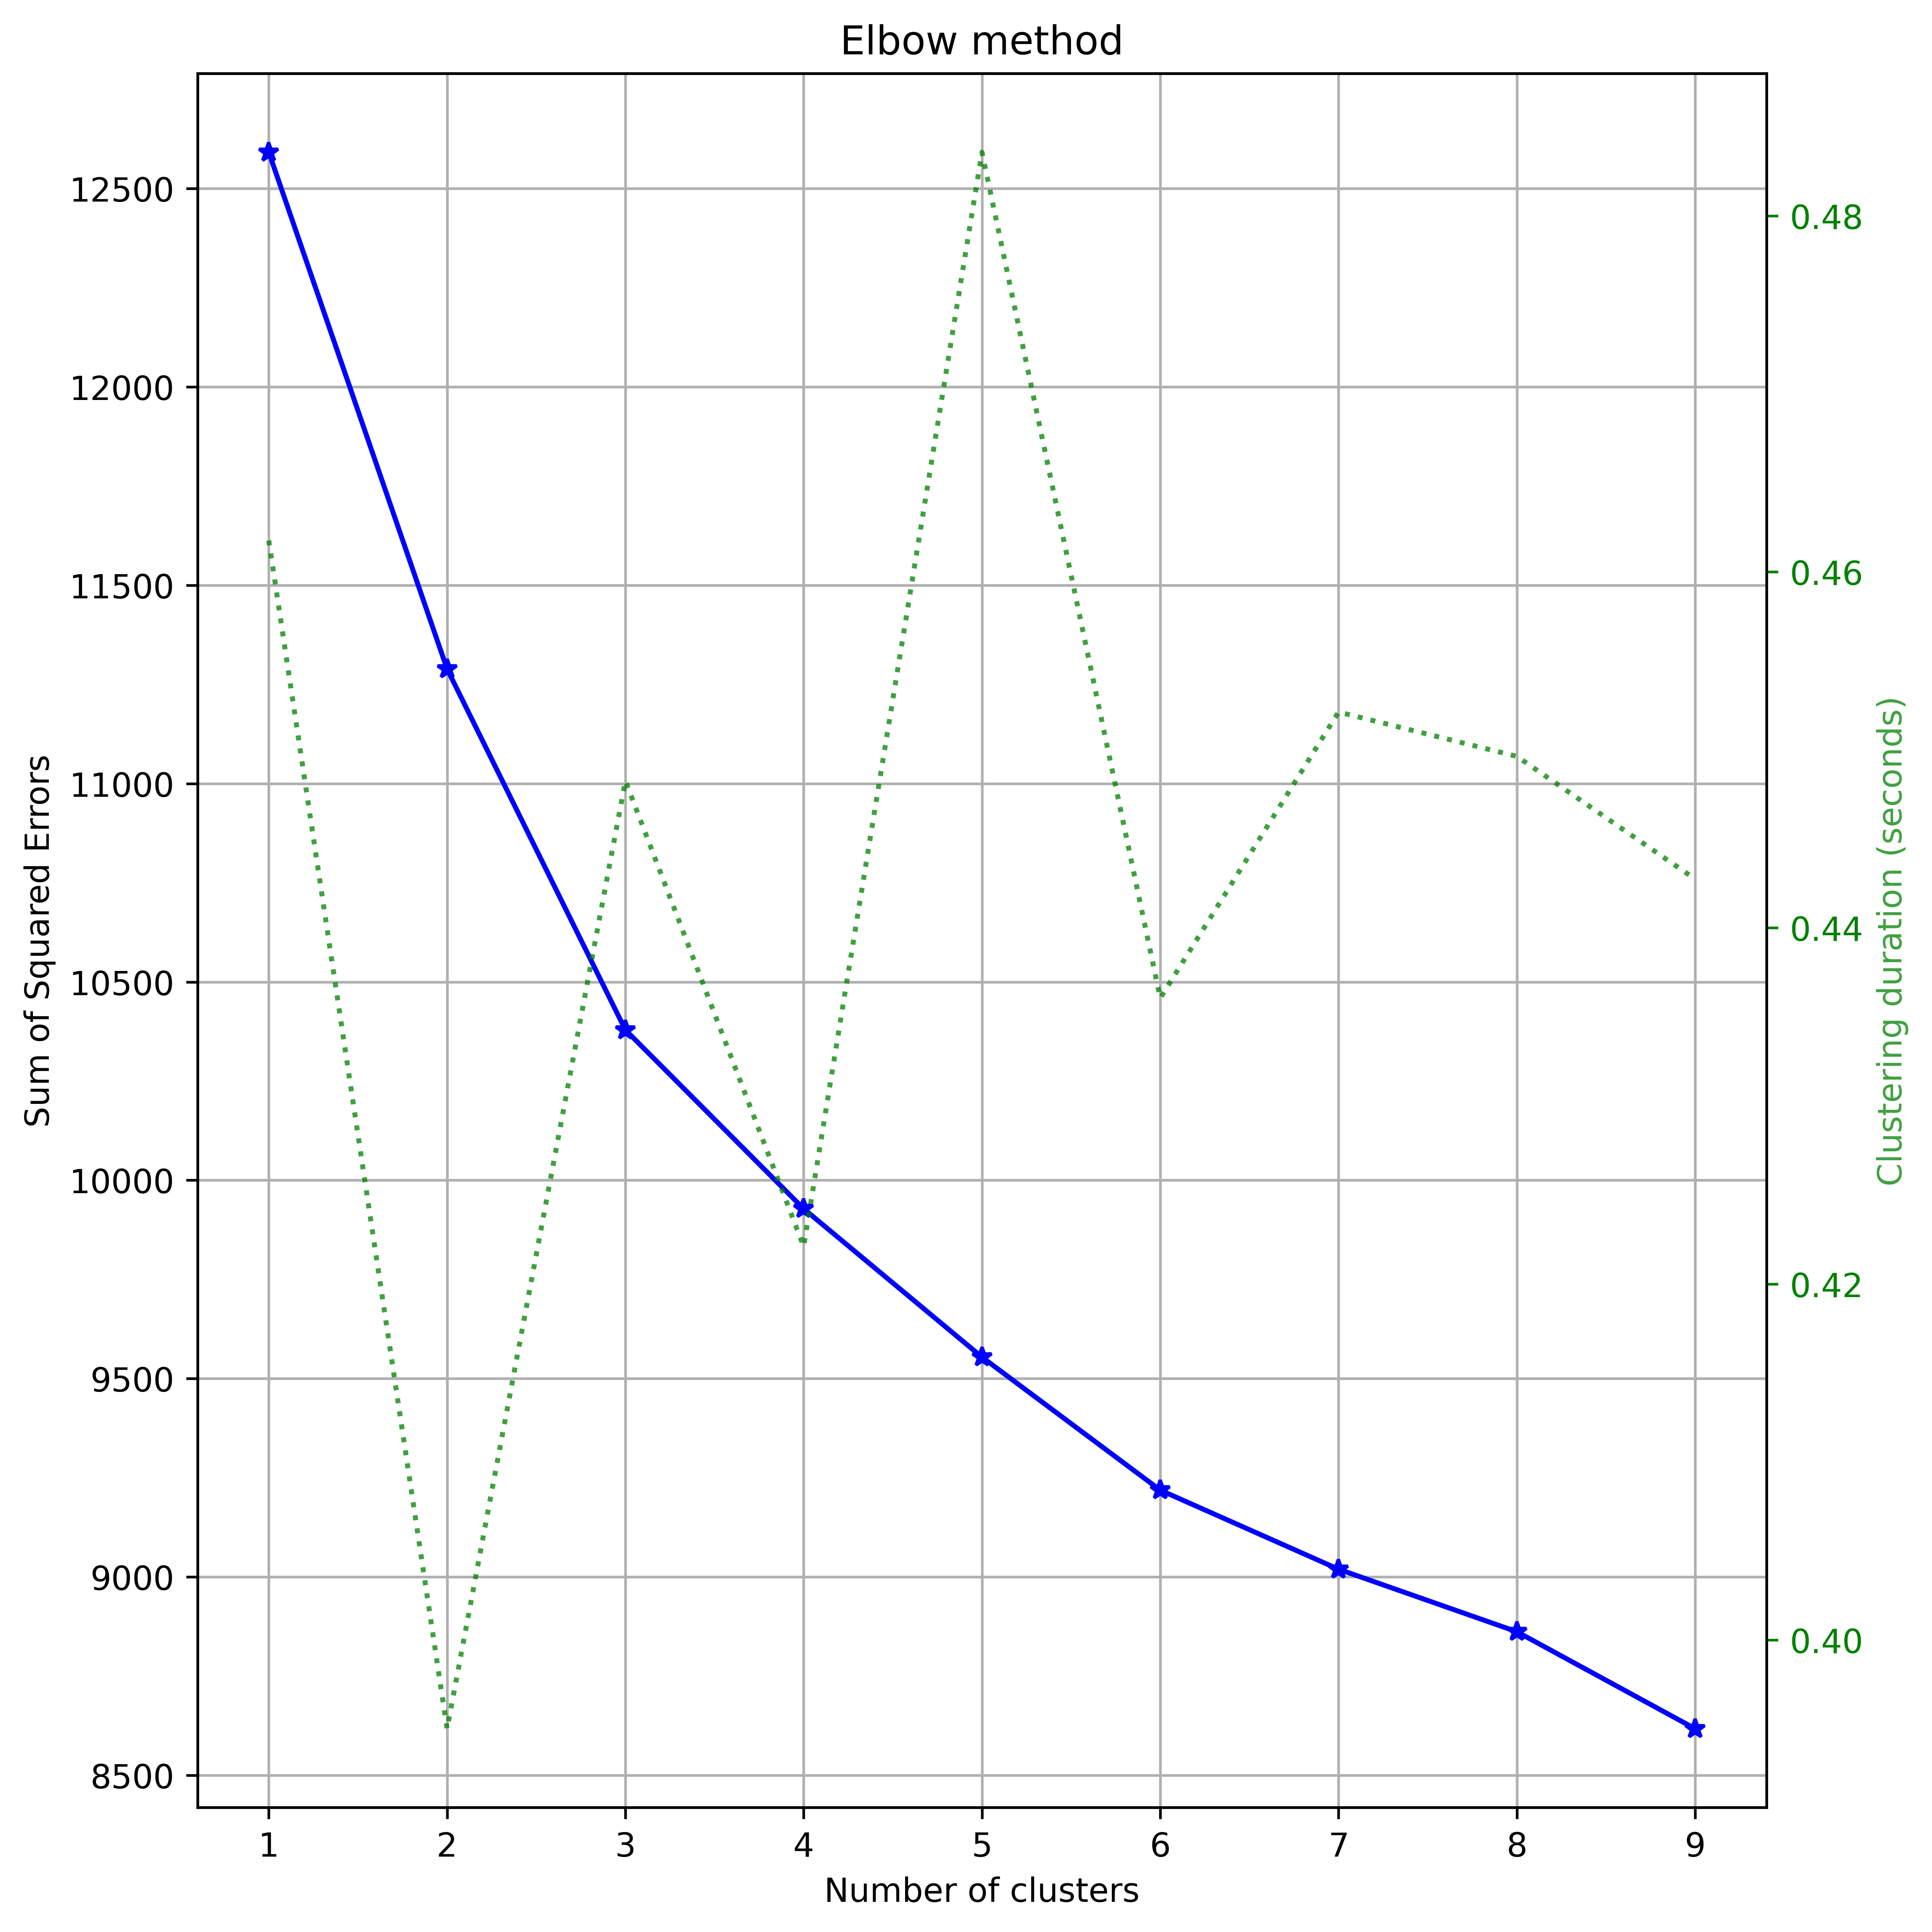 Elbow method
12500
12000
11500
11000
10500
10000
9500
9000
8500
Sum of Squared Errors
0.48
0.46
0.44
0.42
0.40
Clustering duration (seconds)
1 2 3 4 5 6 7 8 9
Number of clusters